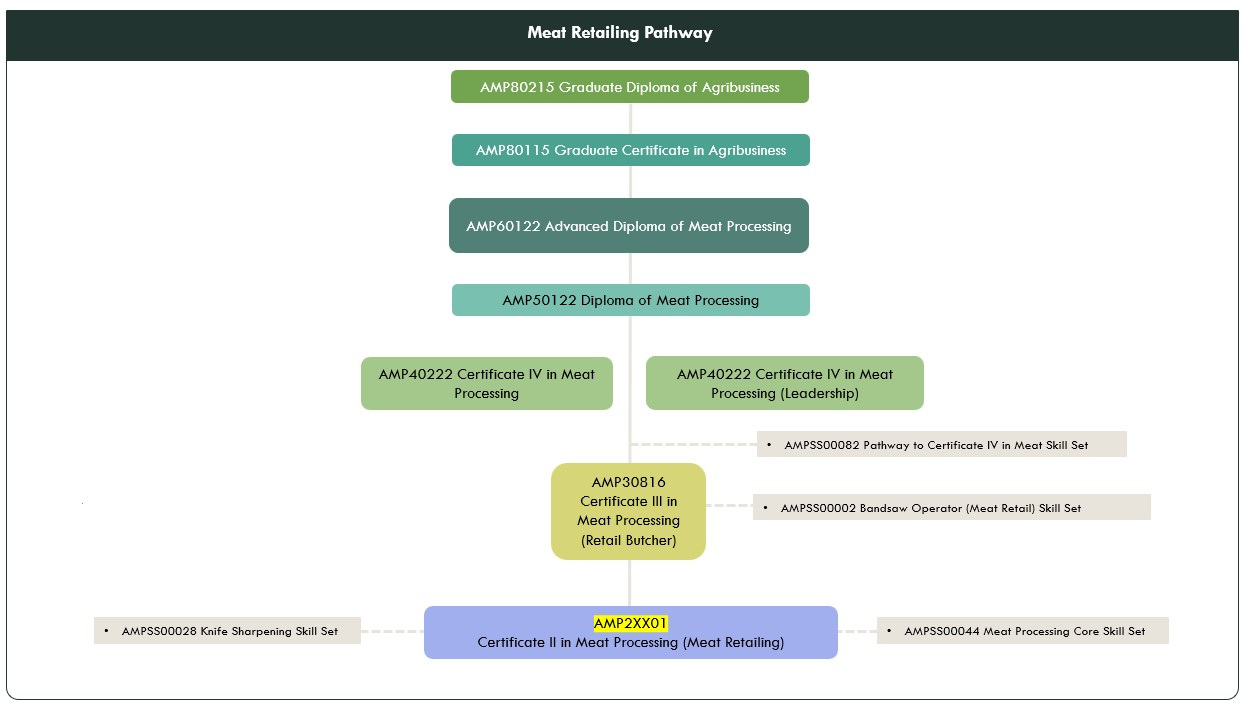 Meat Retailing Pathway
AMP80215 Graduate Diploma of Agribusiness
AMP80115 Graduate Certificate in Agribusiness
AMP60122 Advanced Diploma of Meat Processing
AMP50122 Diploma of Meat Processing
AMP40222 Certificate IV in Meat
Processing
AMP40222 Certificate IV in Meat
Processing (Leadership)
• AMPSS00082 Pathway to Certificate IV in Meat Skill Set
AMP30816
Certificate III in
Meat Processing
(Retail Butcher)
• AMPSS00002 Bandsaw Operator (Meat Retail) Skill Set
• AMPSS00028 Knife Sharpening Skill Set
AMP2XX01
Certificate II in Meat Processing (Meat Retailing)
• AMPSS00044 Meat Processing Core Skill Set